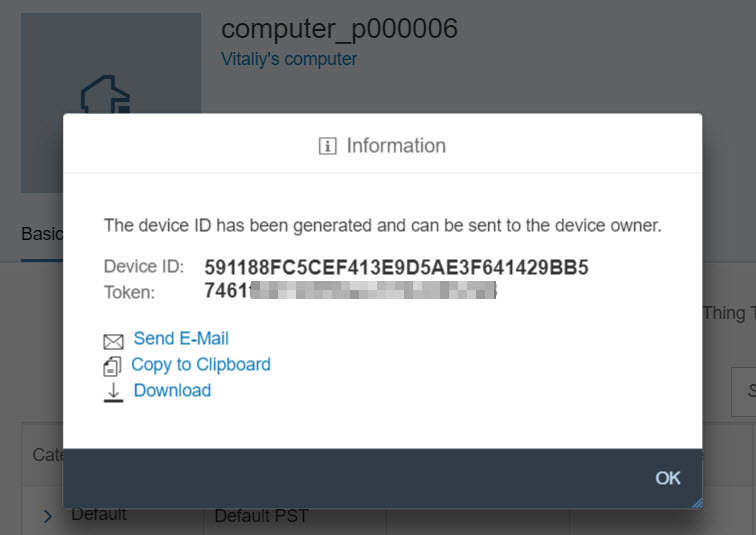 computer_p000006
Vitaliy's computer
Information
Basic
The device ID has been generated and can be sent to the device owner.
Device ID: 591188FC5CEF413E9D5AE3F641429BB5
Token: 7461
Thing T
Send E-Mail
Copy to Clipboard
Download
S
Cate
OK
Default Default PST